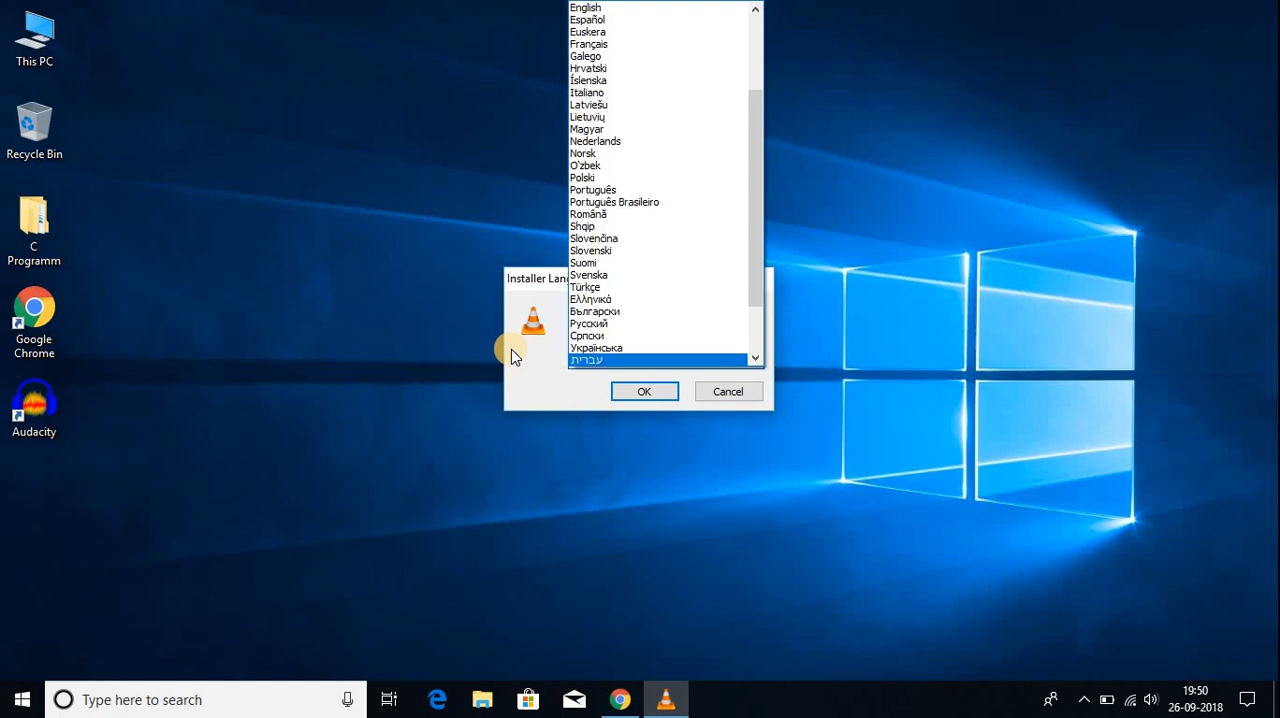 This PC
Recycle Bin
C
Programm
Google
Chrome
Audacity
English
Español
Euskera
Français
Galego
Hrvatski
Íslenska
Italiano
Latviešu
Lietuvių
Magyar
Nederlands
Norsk
O'zbek
Polski
Português
Português Brasileiro
Română
Shqip
Slovenčina
Slovenski
Suomi
Svenska
Türkçe
Ελληνικά
Български
Русский
Српски
Українська
עברית
Installer Lan
OK
Cancel
Type here to search
9:50
26-09-2018